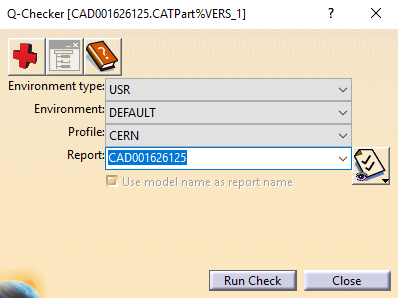 Q-Checker [CAD001626125.CATPart%VERS_1]
Environment type: USR
Environment: DEFAULT
Profile: CERN
Report: CAD001626125
Use model name as report name
Run Check Close